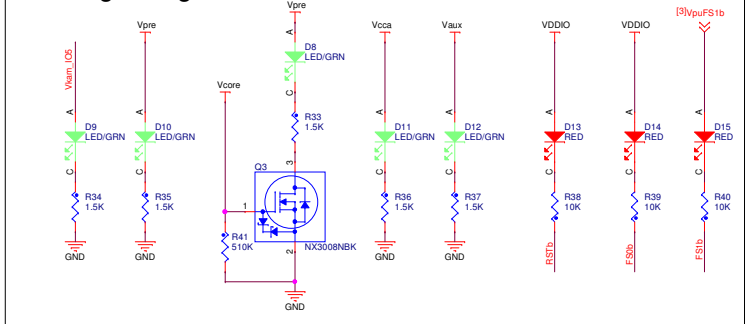 Vpre
[3]VpuFS1b
Vpre
Vcca
Vaux
VDDIO
VDDIO
Vkam_IO5
A
D8
LED/GRN
C
Vcore
R33
1.5K
A
D9
LED/GRN
C
A
D10
LED/GRN
C
A
D11
LED/GRN
C
A
D12
LED/GRN
C
A
D13
RED
C
A
D14
RED
C
A
D15
RED
C
Q3
3
1
2
NX3008NBK
R34
1.5K
R35
1.5K
R36
1.5K
R37
1.5K
R38
10K
R39
10K
R40
10K
R41
510K
GND
GND
GND
GND
GND
RSTb
FS0b
FS1b